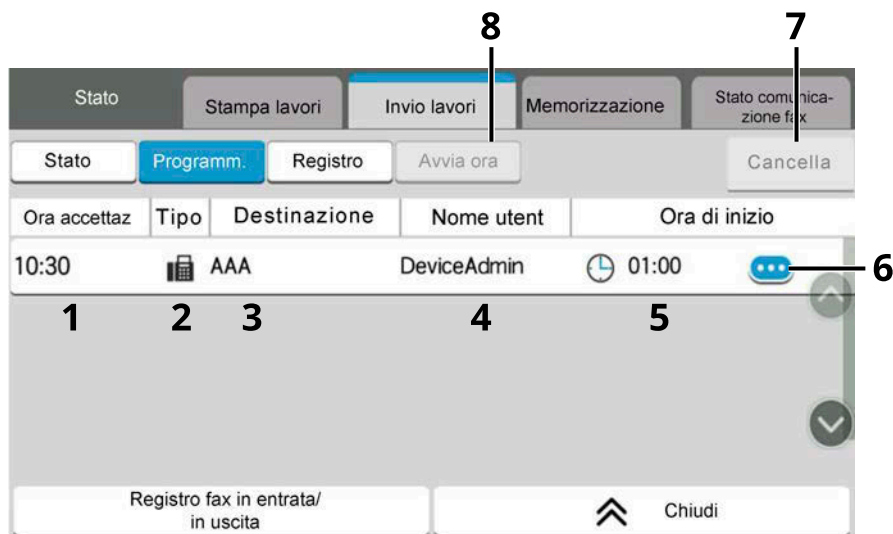 8 7
Stato Stampa lavori Invio lavori Memorizzazione Stato comunica-
zione fax
Stato Programm. Registro Avvia ora Cancella
Ora accettaz Tipo Destinazione Nome utent Ora di inizio
10:30 AAA DeviceAdmin 01:00 6
1 2 3 4 5
Registro fax in entrata/
in uscita
Chiudi